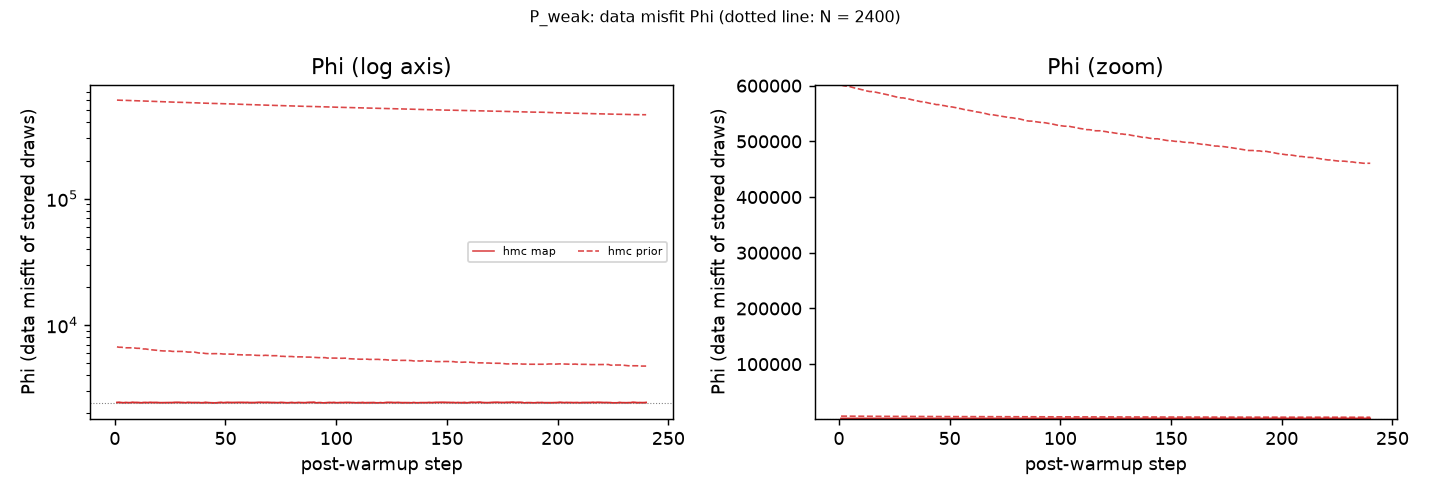 P_weak: data misfit Phi (dotted line: N = 2400)
Phi (log axis)
Phi (data misfit of stored draws)
10^5
10^4
hmc map
hmc prior
0 50 100 150 200 250
post-warmup step
Phi (zoom)
Phi (data misfit of stored draws)
600000
500000
400000
300000
200000
100000
0 50 100 150 200 250
post-warmup step